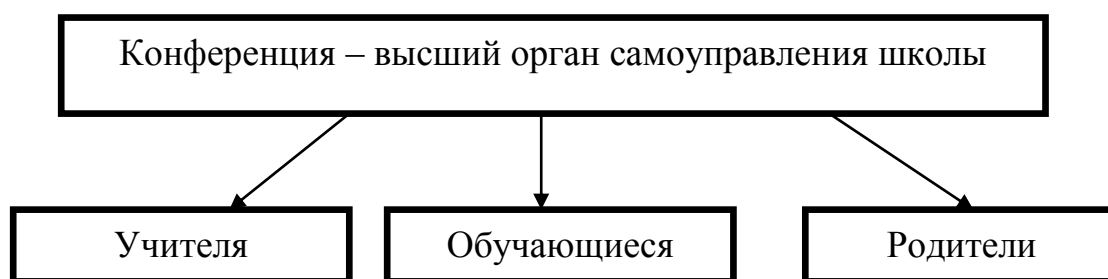 Конференция – высший орган самоуправления школы
Учителя
Обучающиеся
Родители